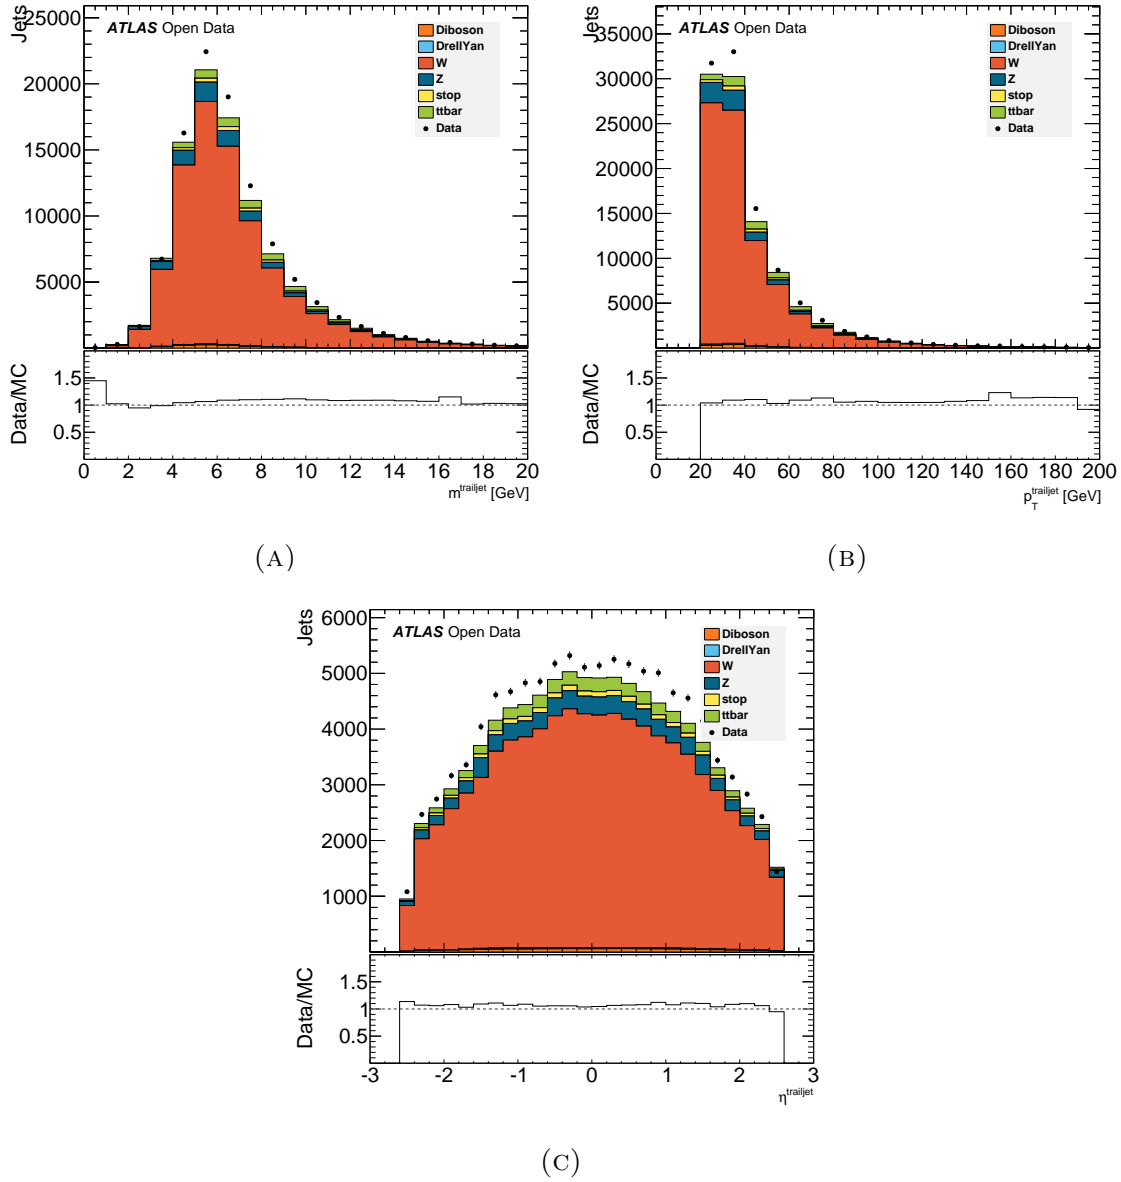 Jets
ATLAS Open Data
Diboson
DrellYan
W
Z
stop
ttbar
Data
25000
20000
15000
10000
5000
Data/MC
1.5
1
0.5
0 2 4 6 8 10 12 14 16 18 20
m^trailjet [GeV]
(A)
Jets
ATLAS Open Data
Diboson
DrellYan
W
Z
stop
ttbar
Data
35000
30000
25000
20000
15000
10000
5000
Data/MC
1.5
1
0.5
0 20 40 60 80 100 120 140 160 180 200
p_T^trailjet [GeV]
(B)
Jets
ATLAS Open Data
Diboson
DrellYan
W
Z
stop
ttbar
Data
6000
5000
4000
3000
2000
1000
Data/MC
1.5
1
0.5
-3 -2 -1 0 1 2 3
η^trailjet
(C)